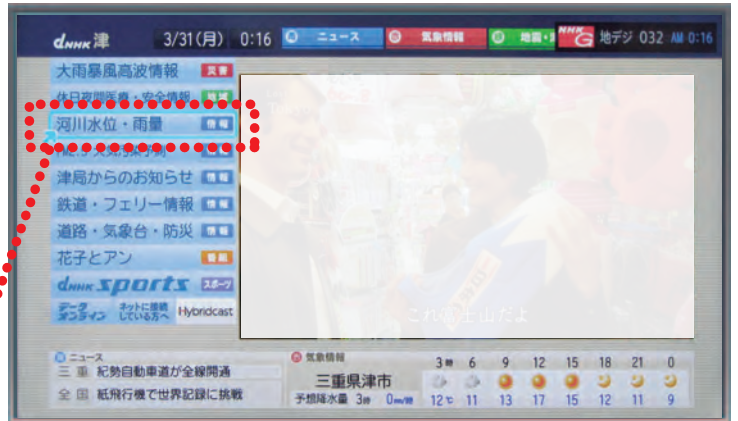 dNHK津 3/31(月) 0:16 ニュース 気象情報 NHK G 地デジ 032 AM 0:16
大雨暴風高波情報 災害
休日夜間医療・安全情報
河川水位・雨量 情報
津局からのお知らせ 情報
鉄道・フェリー情報 情報
道路・気象台・防災 情報
花子とアン 番組
dNHK sports スポーツ
データオンライン ネットに接続している方へ Hybridcast
これ富士山だよ
ニュース
三 重 紀勢自動車道が全線開通
全 国 紙飛行機で世界記録に挑戦
気象情報
三重県津市
予想降水量 3時 0mm/時
3時 6 9 12 15 18 21 0
12℃ 11 13 17 15 12 11 9